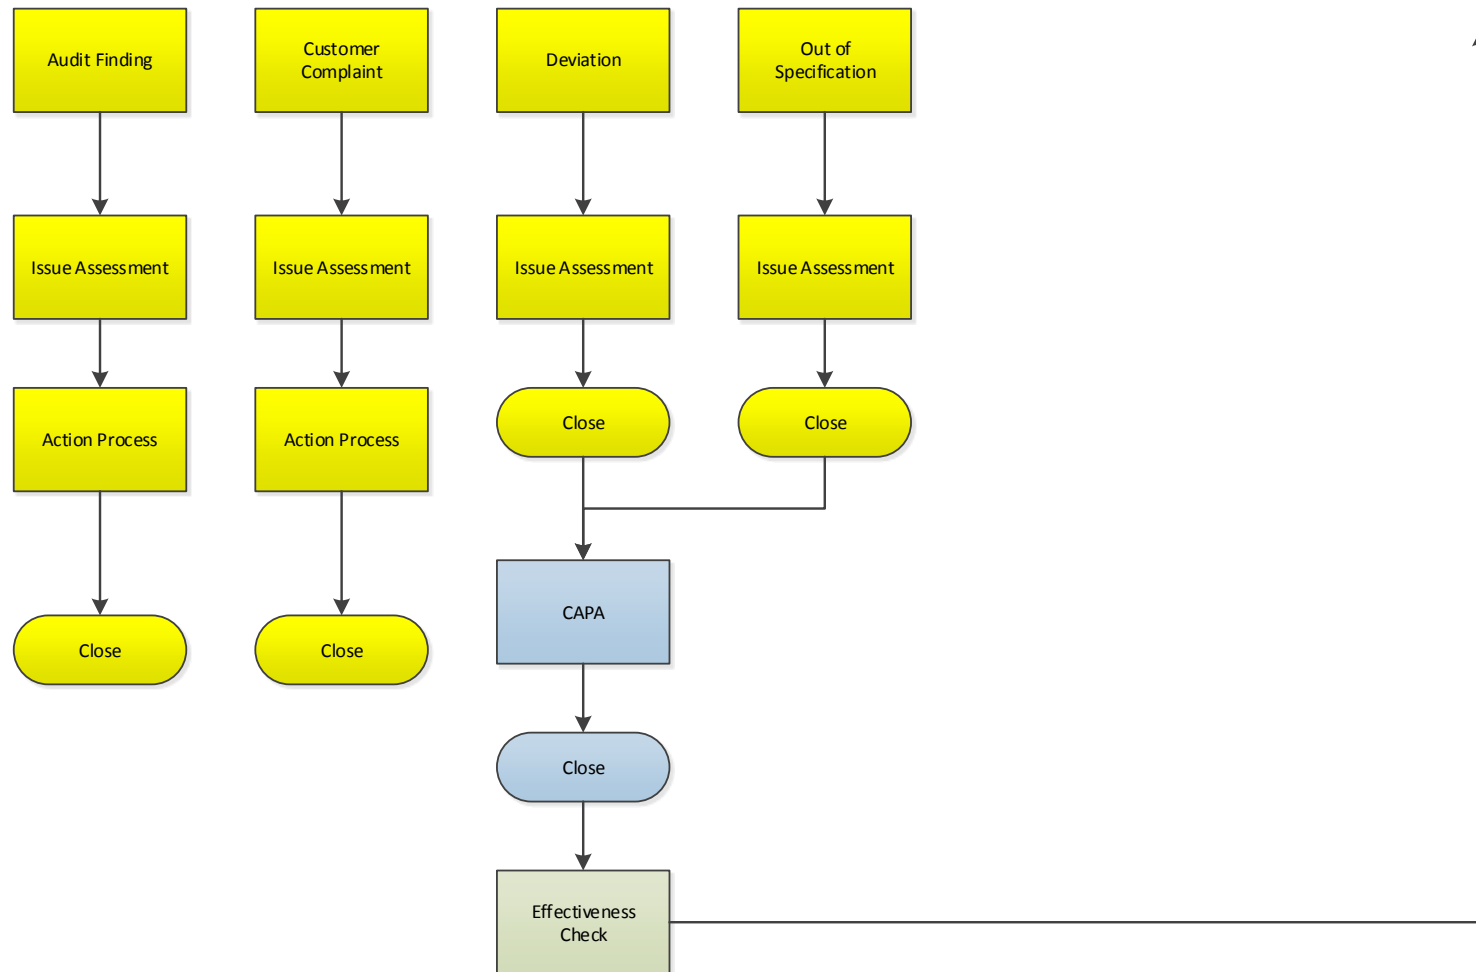 Audit Finding
Customer
Complaint
Deviation
Out of
Specification
Issue Assessment
Issue Assessment
Issue Assessment
Issue Assessment
Action Process
Action Process
Close
Close
CAPA
Close
Close
Close
Effectiveness
Check